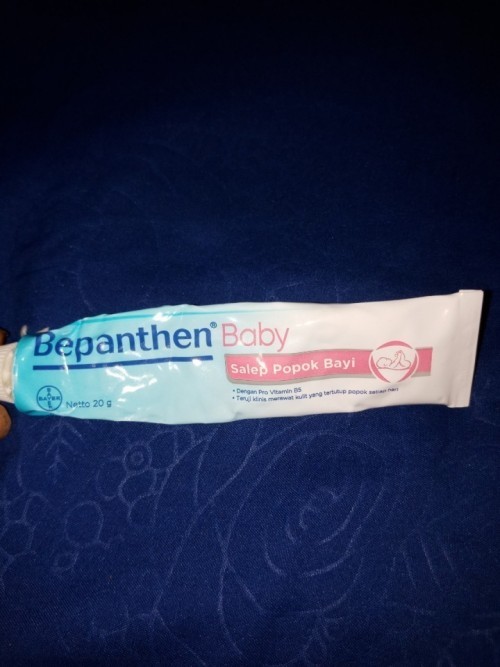 Bepanthen® Baby
Salep Popok Bayi
• Dengan Pro Vitamin B5
• Teruji klinis merawat kulit yang tertutup popok setiap hari
BAYER
Netto 20 g